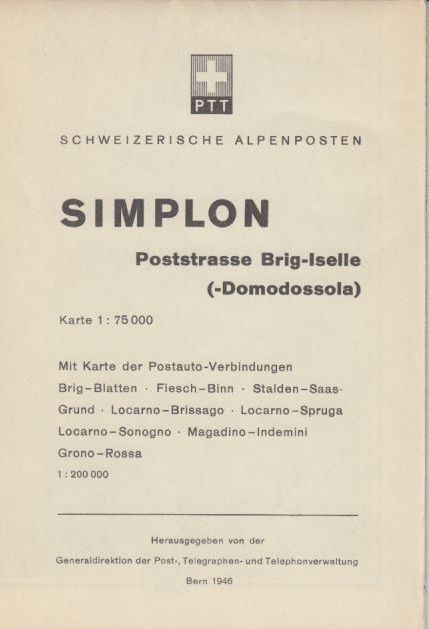 PTT
SCHWEIZERISCHE ALPENPOSTEN
SIMPLON
Poststrasse Brig-Iselle
(-Domodossola)
Karte 1 : 75 000
Mit Karte der Postauto-Verbindungen
Brig–Blatten · Fiesch–Binn · Stalden–Saas-
Grund · Locarno–Brissago · Locarno–Spruga
Locarno–Sonogno · Magadino–Indemini
Grono–Rossa
1 : 200 000
Herausgegeben von der
Generaldirektion der Post-, Telegraphen- und Telephonverwaltung
Bern 1946